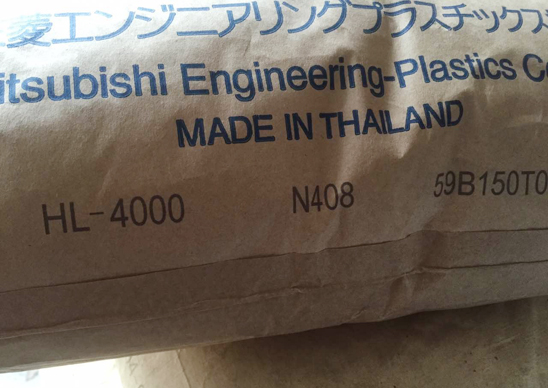 菱エンジニアリングプラスチックス
itsubishi Engineering-Plastics Co
MADE IN THAILAND
HL-4000 N408 59B150T0